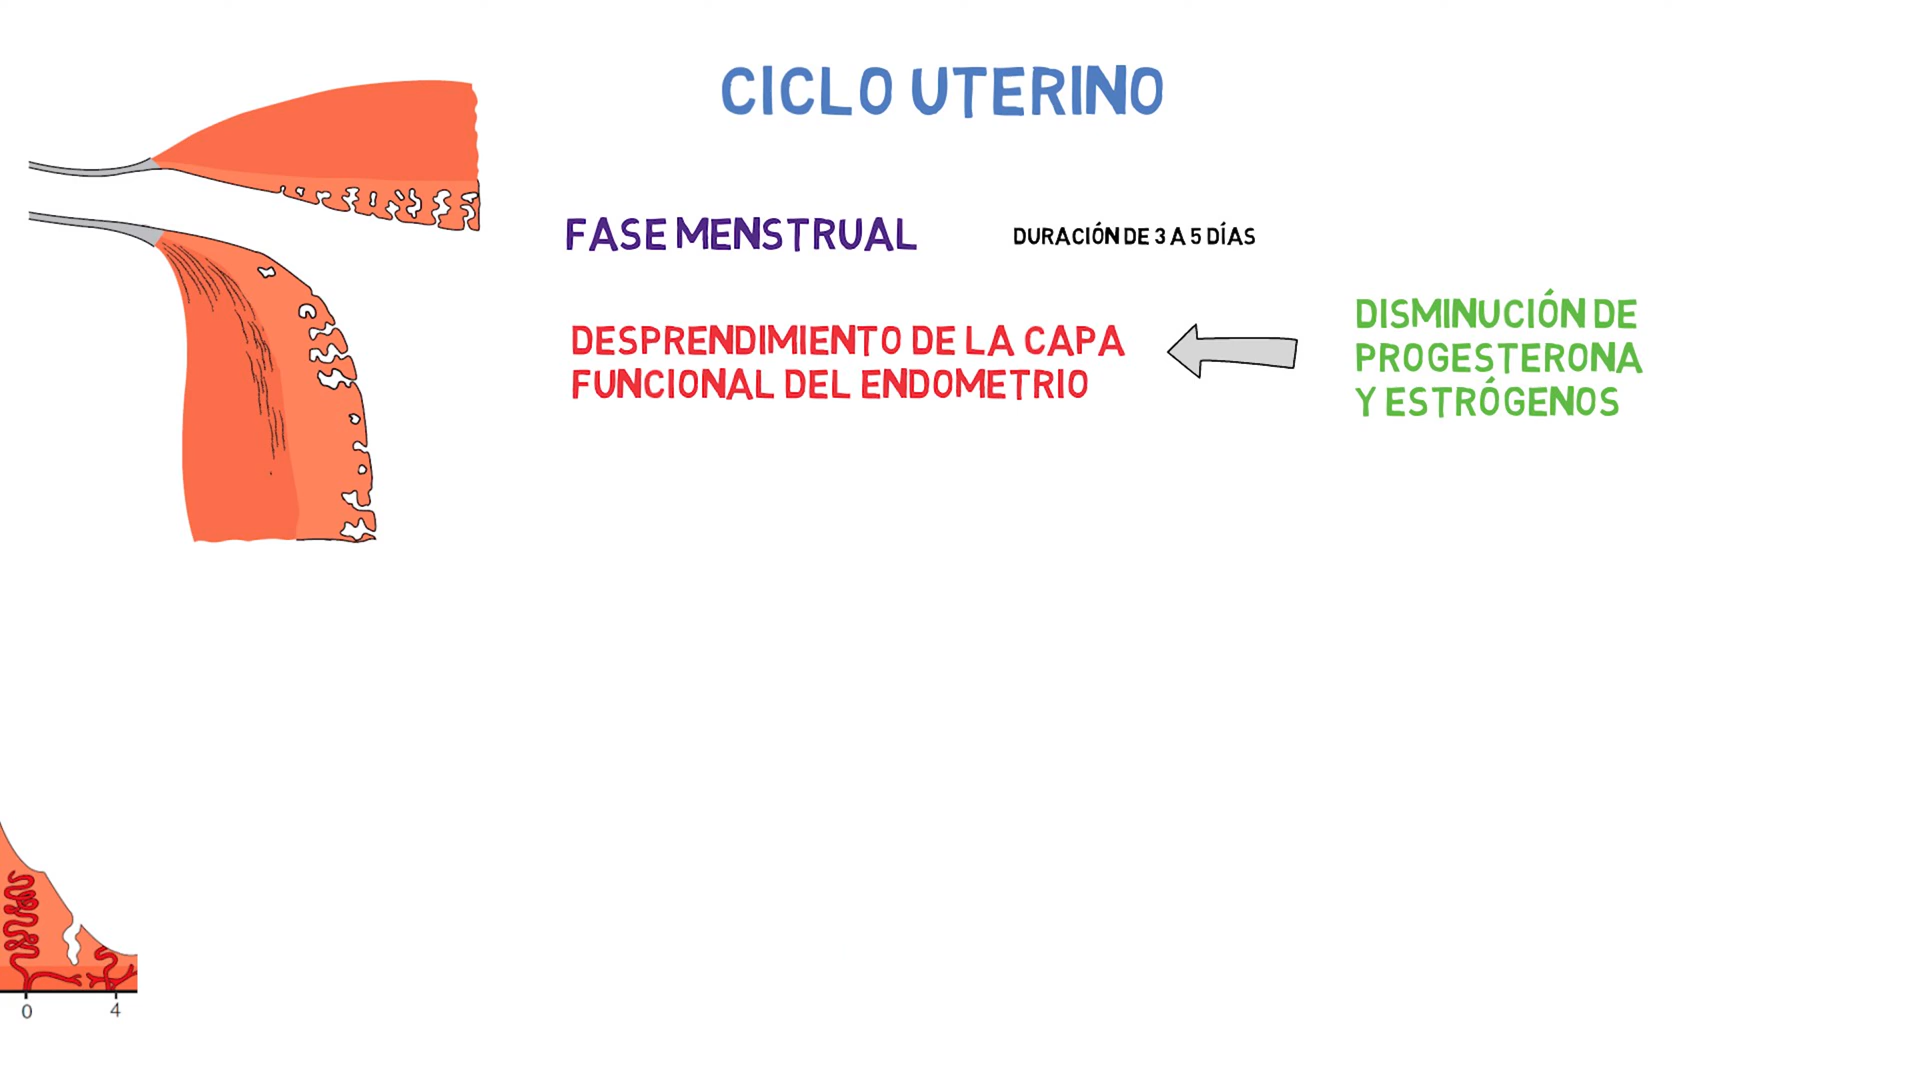 CICLO UTERINO
FASE MENSTRUAL
DURACIÓN DE 3 A 5 DÍAS
DESPRENDIMIENTO DE LA CAPA
FUNCIONAL DEL ENDOMETRIO
DISMINUCIÓN DE
PROGESTERONA
Y ESTRÓGENOS
0
4